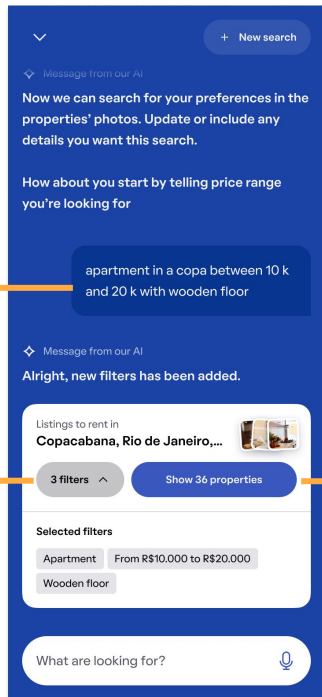 + New search
Message from our AI
Now we can search for your preferences in the
properties’ photos. Update or include any
details you want this search.
How about you start by telling price range
you’re looking for
apartment in a copa between 10 k
and 20 k with wooden floor
Message from our AI
Alright, new filters has been added.
Listings to rent in
Copacabana, Rio de Janeiro,...
3 filters
Show 36 properties
Selected filters
Apartment
From R$10.000 to R$20.000
Wooden floor
What are looking for?